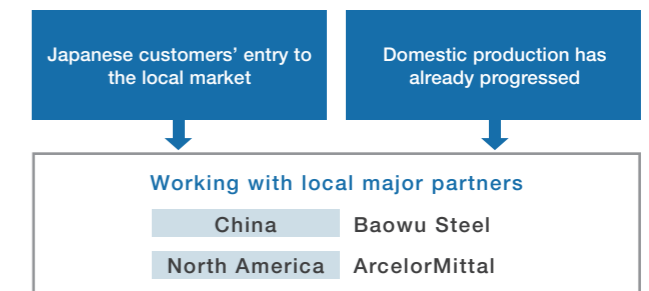 Japanese customers’ entry to
the local market
Domestic production has
already progressed
Working with local major partners
China Baowu Steel
North America ArcelorMittal